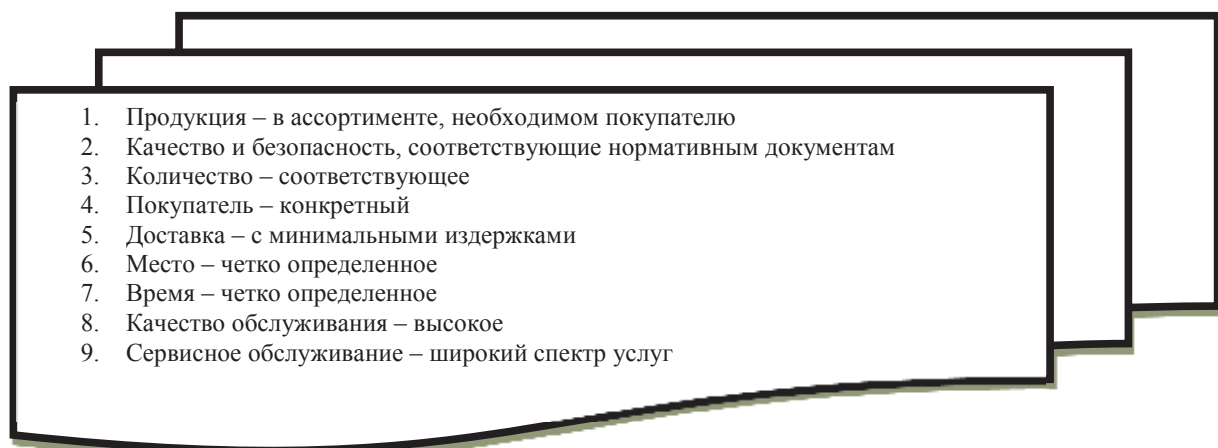 1. Продукция – в ассортименте, необходимом покупателю
2. Качество и безопасность, соответствующие нормативным документам
3. Количество – соответствующее
4. Покупатель – конкретный
5. Доставка – с минимальными издержками
6. Место – четко определенное
7. Время – четко определенное
8. Качество обслуживания – высокое
9. Сервисное обслуживание – широкий спектр услуг